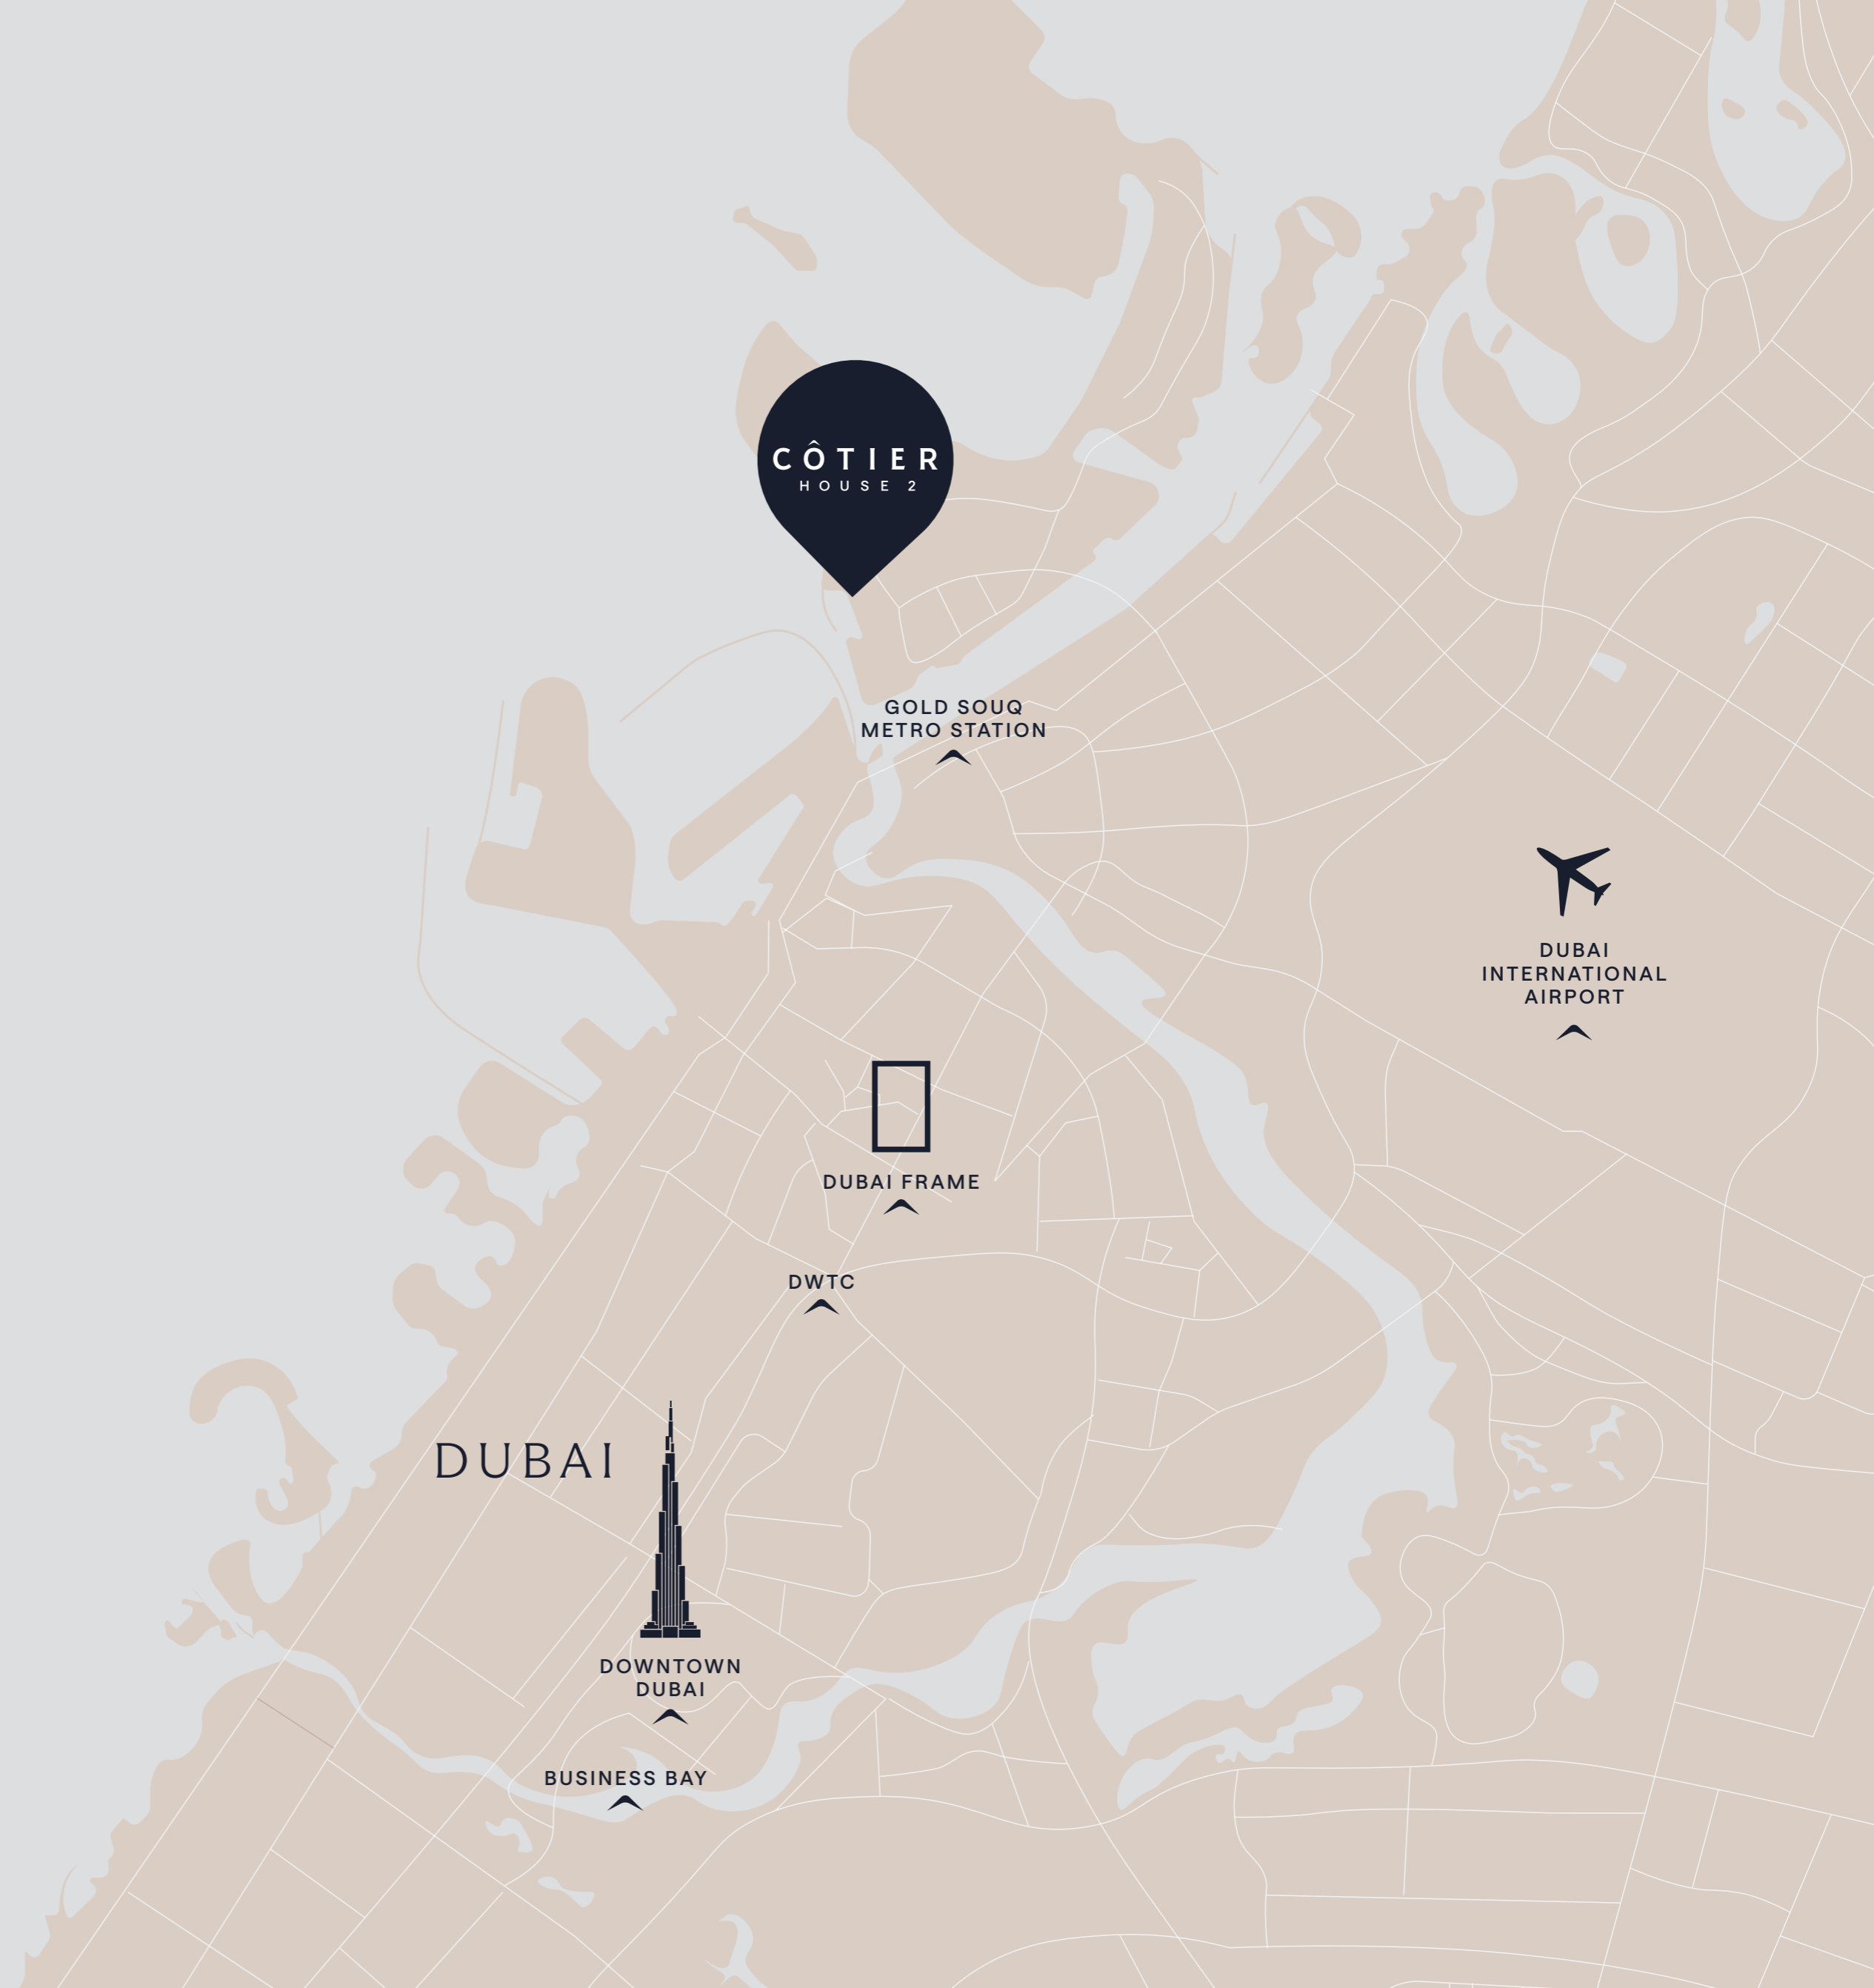 CÔTIER
HOUSE 2
GOLD SOUQ
METRO STATION
DUBAI
INTERNATIONAL
AIRPORT
DUBAI FRAME
DWTC
DUBAI
DOWNTOWN
DUBAI
BUSINESS BAY